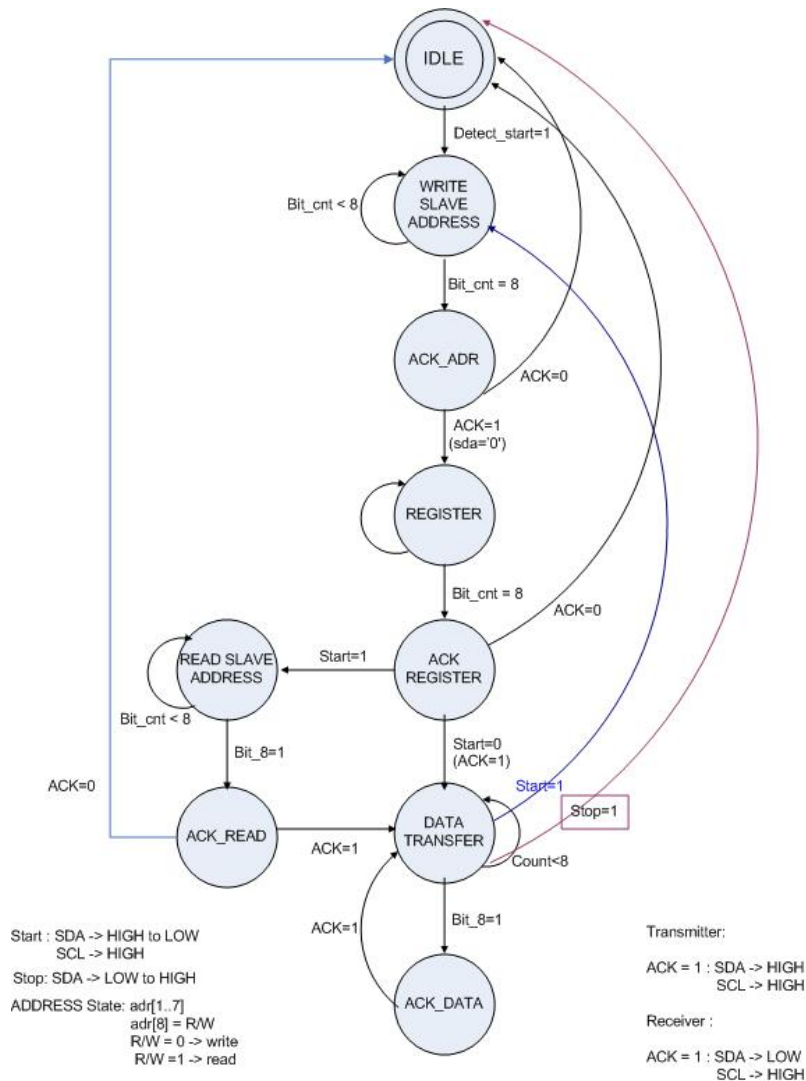 IDLE
Detect_start=1
WRITE
SLAVE
ADDRESS
Bit_cnt < 8
Bit_cnt = 8
ACK_ADR
ACK=0
ACK=1
(sda='0')
REGISTER
Bit_cnt = 8
ACK=0
READ SLAVE
ADDRESS
Start=1
ACK
REGISTER
Bit_cnt < 8
Bit_8=1
Start=0
(ACK=1)
ACK=0
Start=1
Stop=1
ACK_READ
ACK=1
DATA
TRANSFER
Count<8
ACK=1
Bit_8=1
ACK_DATA
Start : SDA -> HIGH to LOW
SCL -> HIGH
Stop: SDA -> LOW to HIGH
ADDRESS State: adr[1..7]
adr[8] = R/W
R/W = 0 -> write
R/W =1 -> read
Transmitter:
ACK = 1 : SDA -> HIGH
SCL -> HIGH
Receiver :
ACK = 1 : SDA -> LOW
SCL -> HIGH